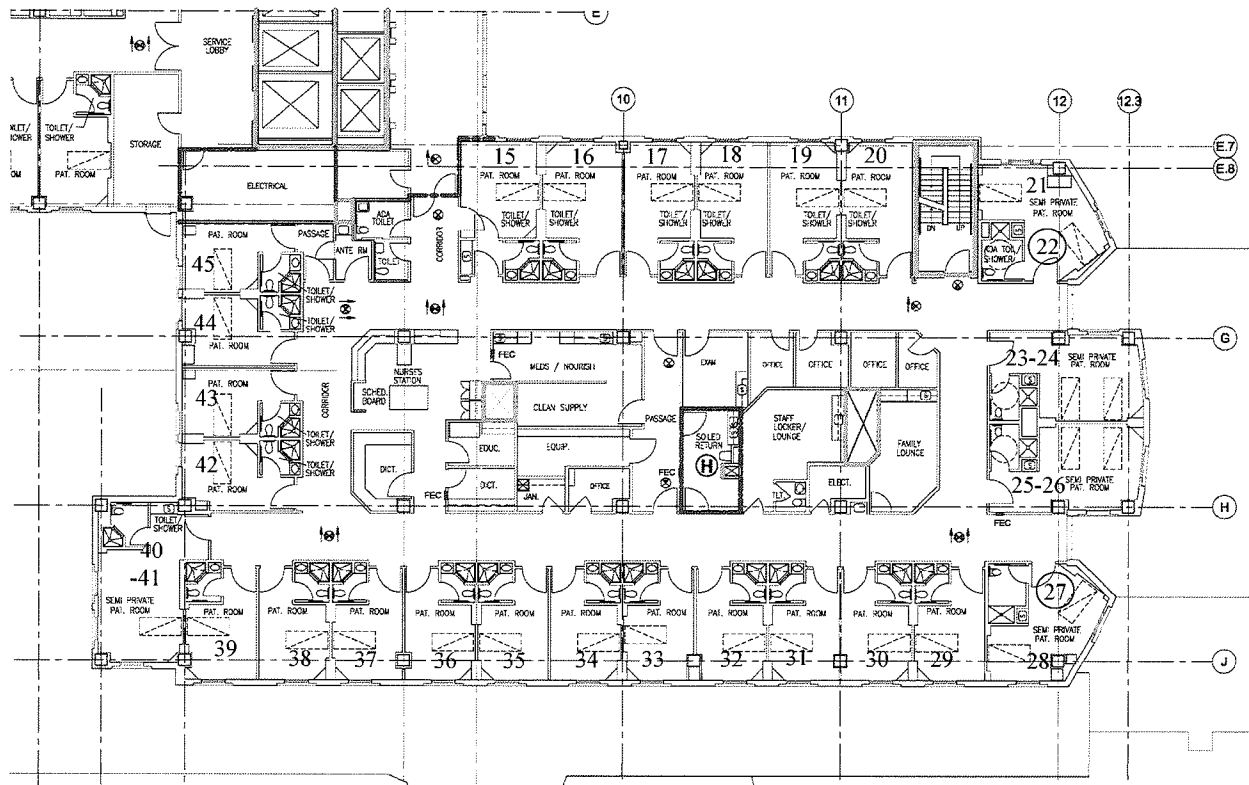 E
SERVICE
LOBBY
10
11
12
12.3
TOILET/
SHOWER
STORAGE
PAT. ROOM
E.7
E.8
15
16
17
18
19
20
PAT. ROOM
PAT. ROOM
PAT. ROOM
PAT. ROOM
PAT. ROOM
PAT. ROOM
ELECTRICAL
21
SEMI PRIVATE
PAT. ROOM
ADA
TOILET
TOILET/
SHOWER
TOILET/
SHOWER
TOILET/
SHOWER
TOILET/
SHOWER
TOILET/
SHOWER
TOILET/
SHOWER
DN
UP
PAT. ROOM
PASSAGE
ANTE RM
TOILET
CORRIDOR
S
ADA TOIL/
SHOWER
S
22
45
TOILET/
SHOWER
44
TOILET/
SHOWER
PAT. ROOM
G
FEC
MEDS / NOURISH
EXAM
OFFICE
OFFICE
OFFICE
OFFICE
23-24
SEMI PRIVATE
PAT. ROOM
NURSES
STATION
SCHED.
BOARD
PAT. ROOM
43
CORRIDOR
CLEAN SUPPLY
PASSAGE
STAFF
LOCKER/
LOUNGE
SOILED
RETURN
H
TOILET/
SHOWER
EDUC.
EQUIP.
FAMILY
LOUNGE
42
TOILET/
SHOWER
PAT. ROOM
DICT.
DICT.
FEC
JAN.
OFFICE
FEC
ELECT.
TLT
25-26
SEMI PRIVATE
PAT. ROOM
FEC
H
TOILET/
SHOWER
S
40
-41
SEMI PRIVATE
PAT. ROOM
PAT. ROOM
PAT. ROOM
PAT. ROOM
PAT. ROOM
PAT. ROOM
PAT. ROOM
PAT. ROOM
PAT. ROOM
PAT. ROOM
PAT. ROOM
PAT. ROOM
27
SEMI PRIVATE
PAT. ROOM
39
38
37
36
35
34
33
32
31
30
29
28
J